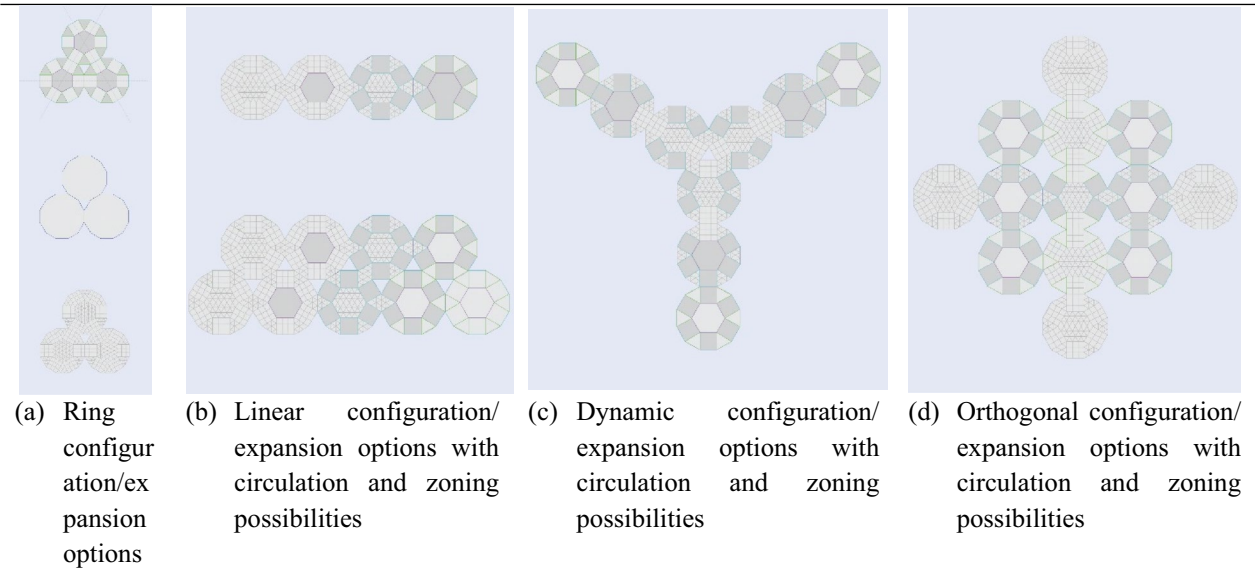 (a) Ring
configur
ation/ex
pansion
options
(b) Linear configuration/
expansion options with
circulation and zoning
possibilities
(c) Dynamic configuration/
expansion options with
circulation and zoning
possibilities
(d) Orthogonal configuration/
expansion options with
circulation and zoning
possibilities